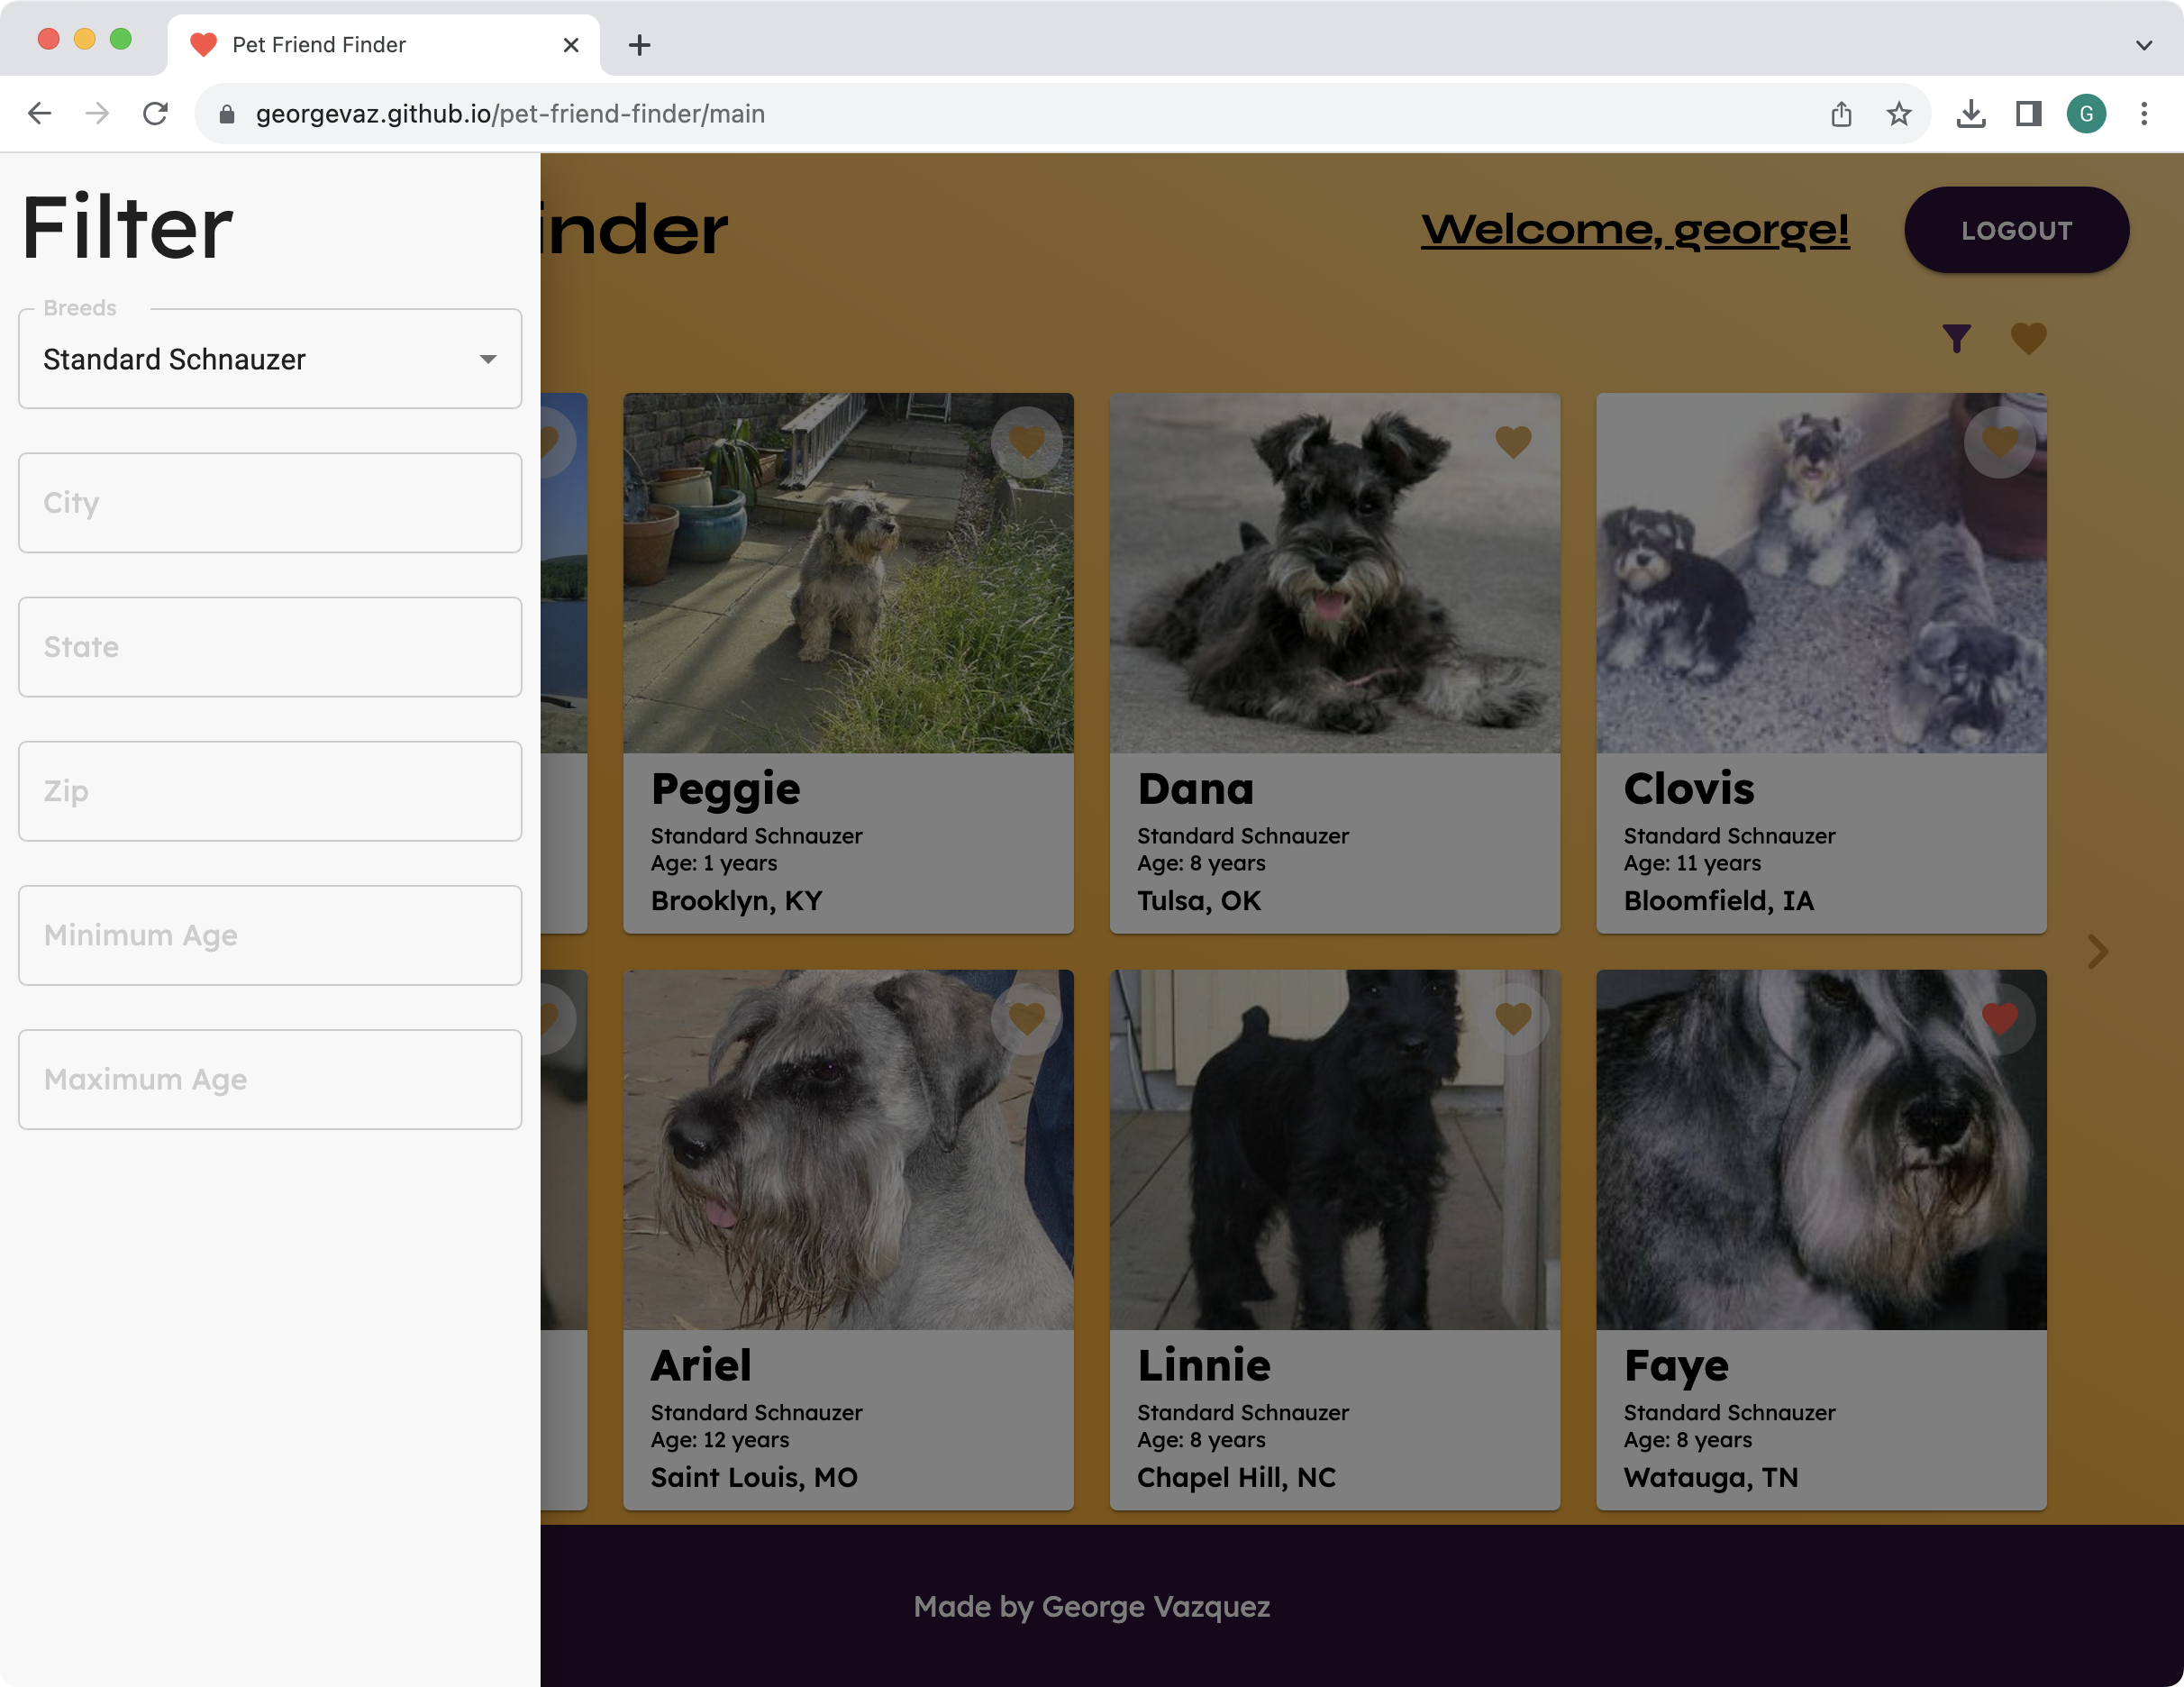 Pet Friend Finder
georgevaz.github.io/pet-friend-finder/main
G
Filter
inder
Welcome, george!
LOGOUT
Breeds
Standard Schnauzer
City
State
Zip
Minimum Age
Maximum Age
Peggie
Standard Schnauzer
Age: 1 years
Brooklyn, KY
Dana
Standard Schnauzer
Age: 8 years
Tulsa, OK
Clovis
Standard Schnauzer
Age: 11 years
Bloomfield, IA
Ariel
Standard Schnauzer
Age: 12 years
Saint Louis, MO
Linnie
Standard Schnauzer
Age: 8 years
Chapel Hill, NC
Faye
Standard Schnauzer
Age: 8 years
Watauga, TN
Made by George Vazquez